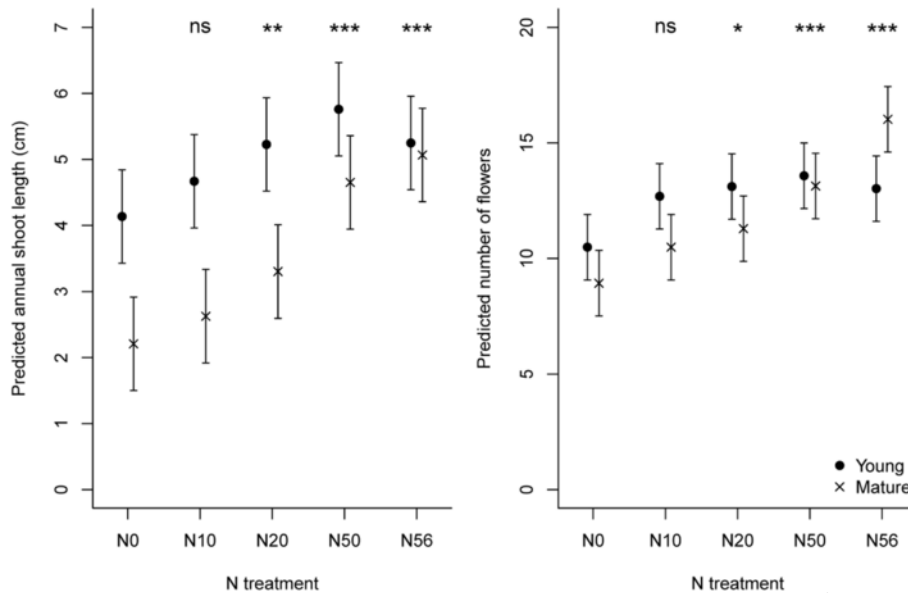 ns ** *** ***
Predicted annual shoot length (cm)
7
6
5
4
3
2
1
0
N0 N10 N20 N50 N56
N treatment
ns * *** ***
Predicted number of flowers
20
15
10
5
0
Young
Mature
N0 N10 N20 N50 N56
N treatment